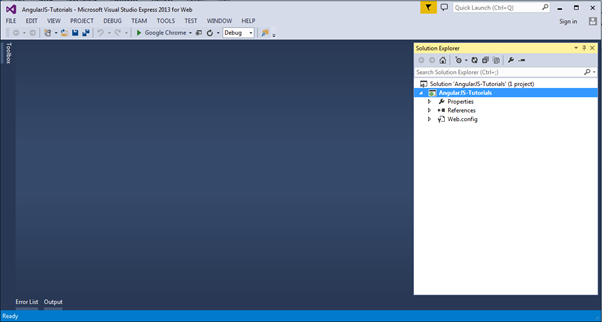 AngularJS-Tutorials - Microsoft Visual Studio Express 2013 for Web
Quick Launch (Ctrl+Q)
FILE EDIT VIEW PROJECT DEBUG TEAM TOOLS TEST WINDOW HELP
Sign in
Google Chrome
Debug
Toolbox
Solution Explorer
Search Solution Explorer (Ctrl+;)
Solution 'AngularJS-Tutorials' (1 project)
AngularJS-Tutorials
Properties
References
Web.config
Error List Output
Ready